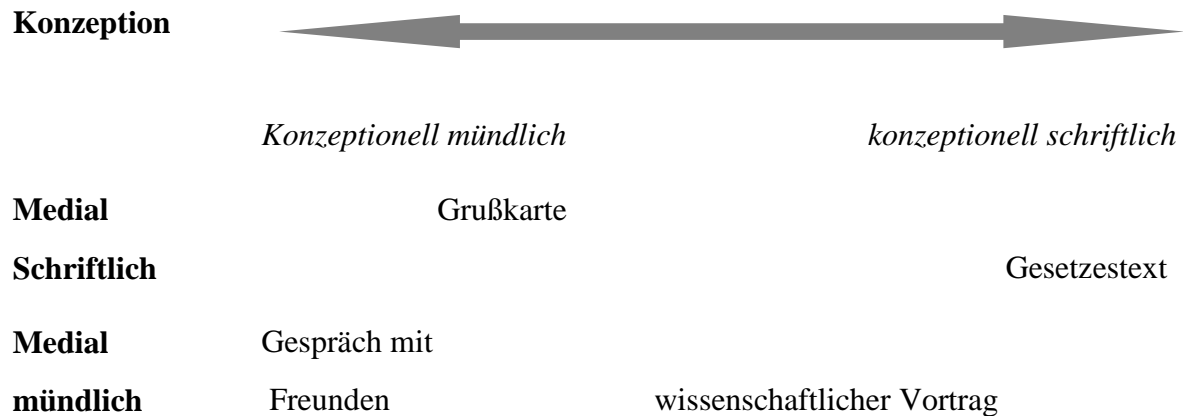 Konzeption
Konzeptionell mündlich konzeptionell schriftlich
Medial Grußkarte
Schriftlich Gesetzestext
Medial Gespräch mit
mündlich Freunden wissenschaftlicher Vortrag